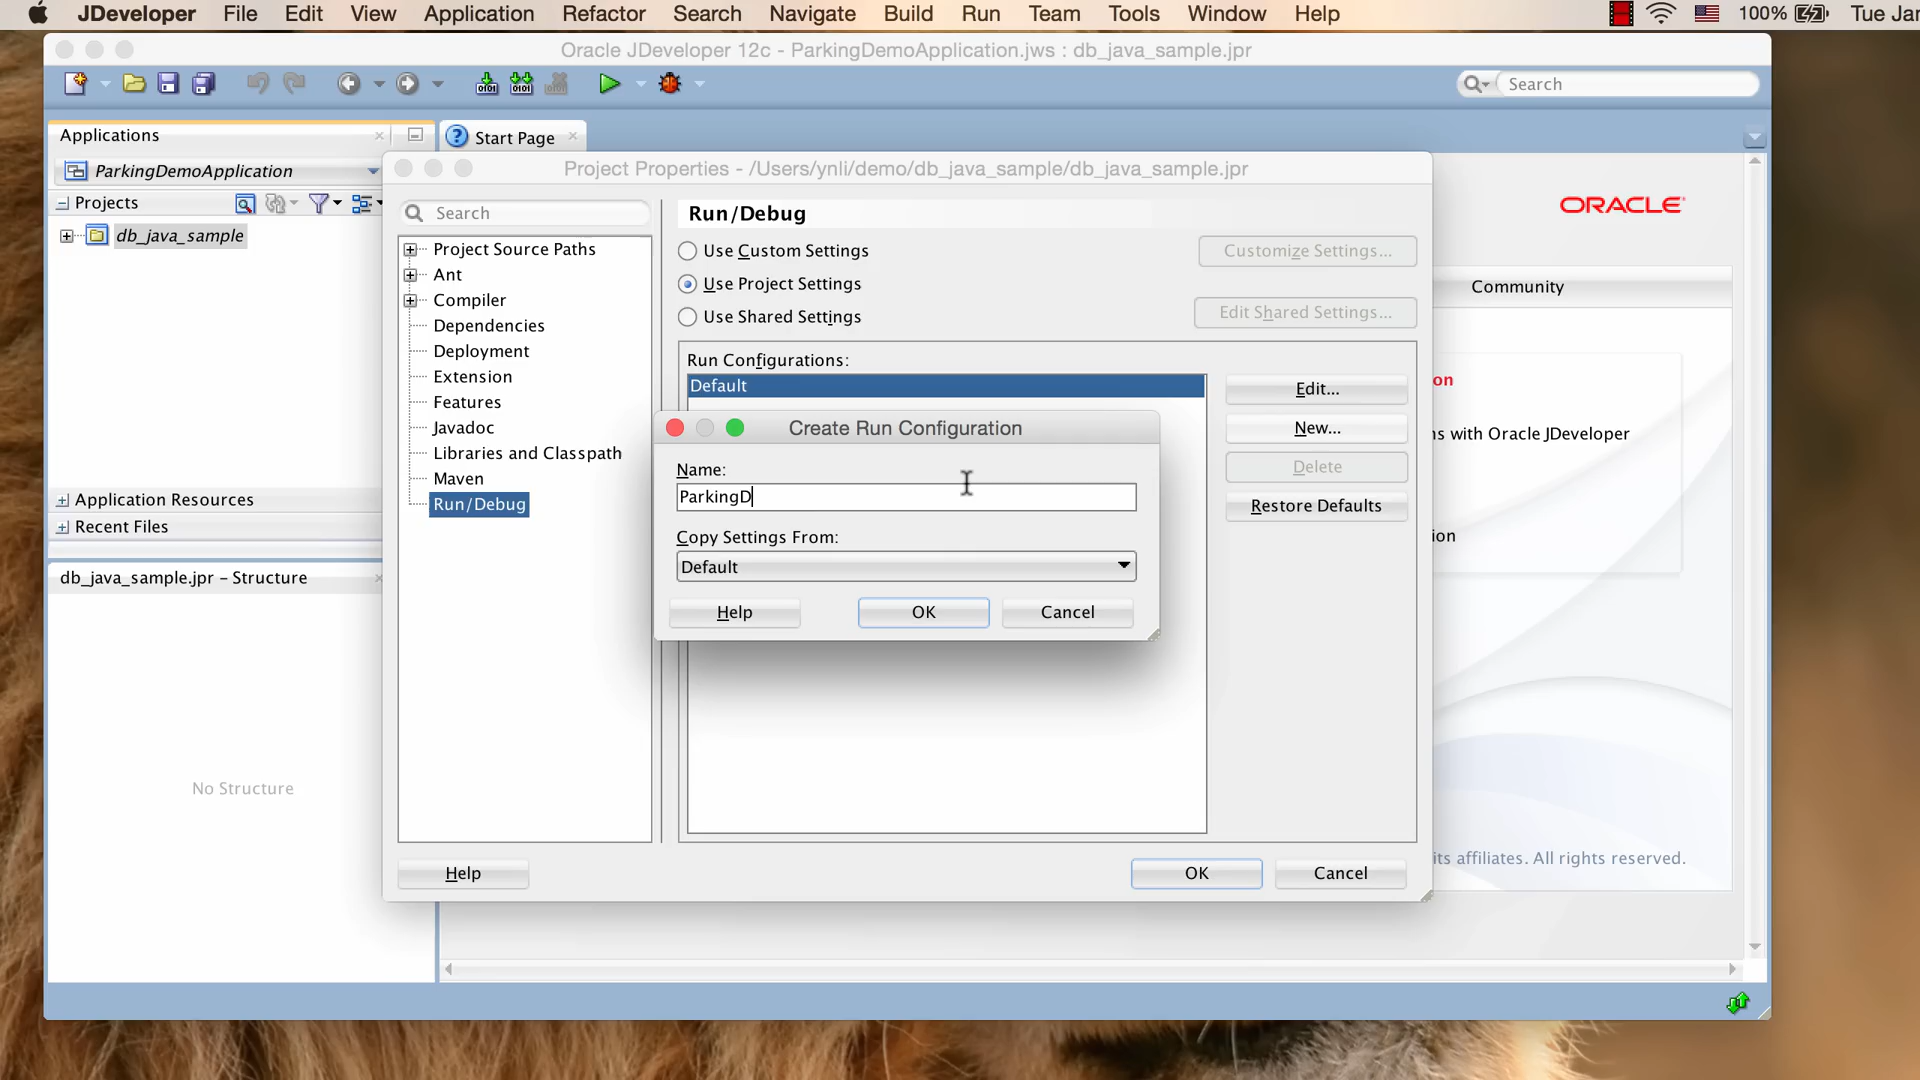 JDeveloper File Edit View Application Refactor Search Navigate Build Run Team Tools Window Help 100% Tue Jan
Oracle JDeveloper 12c - ParkingDemoApplication.jws : db_java_sample.jpr
Search
Applications
Start Page
ParkingDemoApplication
Projects
db_java_sample
Application Resources
Recent Files
db_java_sample.jpr - Structure
No Structure
Project Properties - /Users/ynli/demo/db_java_sample/db_java_sample.jpr
Search
Project Source Paths
Ant
Compiler
Dependencies
Deployment
Extension
Features
Javadoc
Libraries and Classpath
Maven
Run/Debug
Run/Debug
Use Custom Settings
Customize Settings...
Use Project Settings
Use Shared Settings
Edit Shared Settings...
Run Configurations:
Default
Edit...
New...
Delete
Restore Defaults
Create Run Configuration
Name:
ParkingD
Copy Settings From:
Default
Help OK Cancel
Help OK Cancel
ORACLE
Community
on
ns with Oracle JDeveloper
ion
its affiliates. All rights reserved.